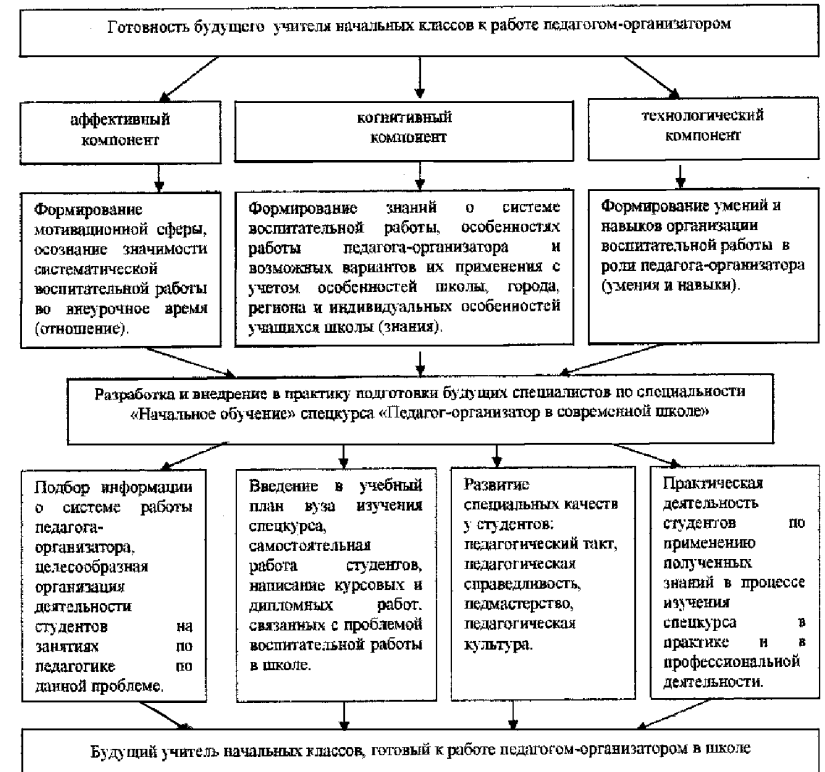 Готовность будущего учителя начальных классов к работе педагогом-организатором
аффективный
компонент
когнитивный
компонент
технологический
компонент
Формирование
мотивационной сферы,
осознание значимости
систематической
воспитательной работы
во внеурочное время
(отношение).
Формирование знаний о системе
воспитательной работы, особенностях
работы педагога-организатора и
возможных вариантов их применения с
учетом особенностей школы, города,
региона и индивидуальных особенностей
учащихся школы (знания).
Формирование умений и
навыков организации
воспитательной работы в
роли педагога-организатора
(умения и навыки).
Разработка и внедрение в практику подготовки будущих специалистов по специальности
«Начальное обучение» спецкурса «Педагог-организатор в современной школе»
Подбор информации
о системе работы
педагога-
организатора,
целесообразная
организация
деятельности
студентов на
занятиях по
педагогике по
данной проблеме.
Введение в учебный
план вуза изучения
спецкурса,
самостоятельная
работа студентов,
написание курсовых и
дипломных работ.
связанных с проблемой
воспитательной работы
в школе.
Развитие
специальных качеств
у студентов:
педагогический такт,
педагогическая
справедливость,
педмастерство,
педагогическая
культура.
Практическая
деятельность
студентов по
применению
полученных
знаний в процессе
изучения
спецкурса в
практике и в
профессиональной
деятельности.
Будущий учитель начальных классов, готовый к работе педагогом-организатором в школе